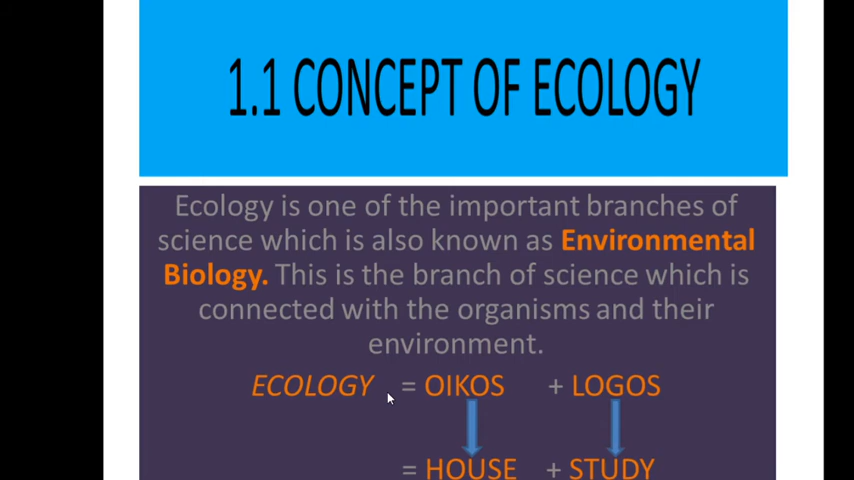 1.1 CONCEPT OF ECOLOGY
Ecology is one of the important branches of
science which is also known as Environmental
Biology. This is the branch of science which is
connected with the organisms and their
environment.
ECOLOGY = OIKOS + LOGOS
= HOUSE + STUDY